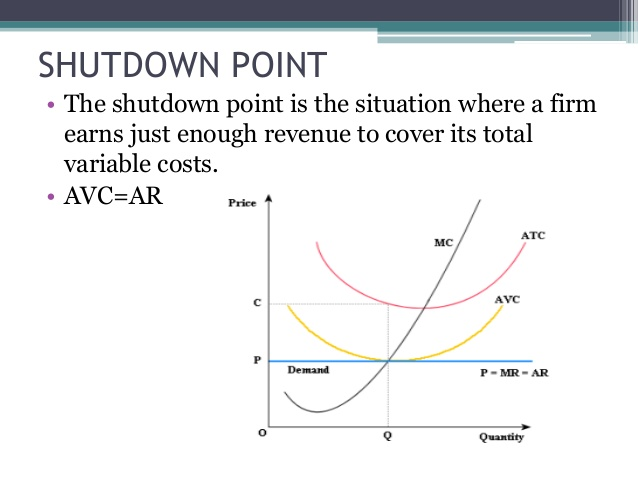 SHUTDOWN POINT
• The shutdown point is the situation where a firm
earns just enough revenue to cover its total
variable costs.
• AVC=AR
Price
MC
ATC
C
AVC
P
Demand
P = MR = AR
O
Q
Quantity